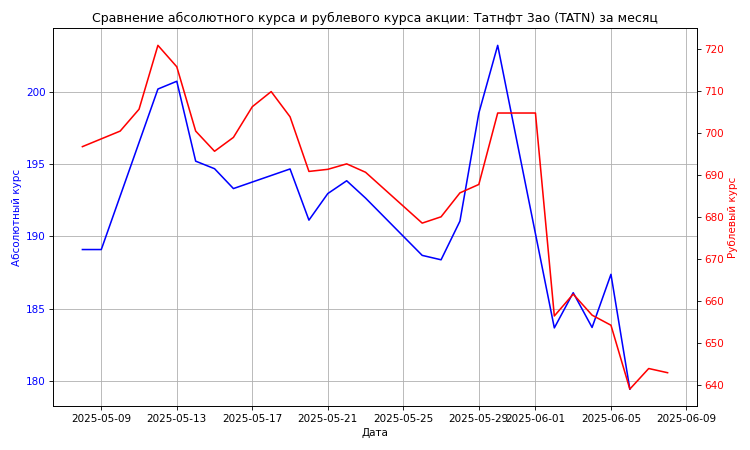 Сравнение абсолютного курса и рублевого курса акции: Татнфт 3ао (TATN) за месяц
Абсолютный курс
200
195
190
185
180
720
710
700
690
680
670
660
650
640
Рублевый курс
2025-05-09 2025-05-13 2025-05-17 2025-05-21 2025-05-25 2025-05-29 2025-06-01 2025-06-05 2025-06-09
Дата